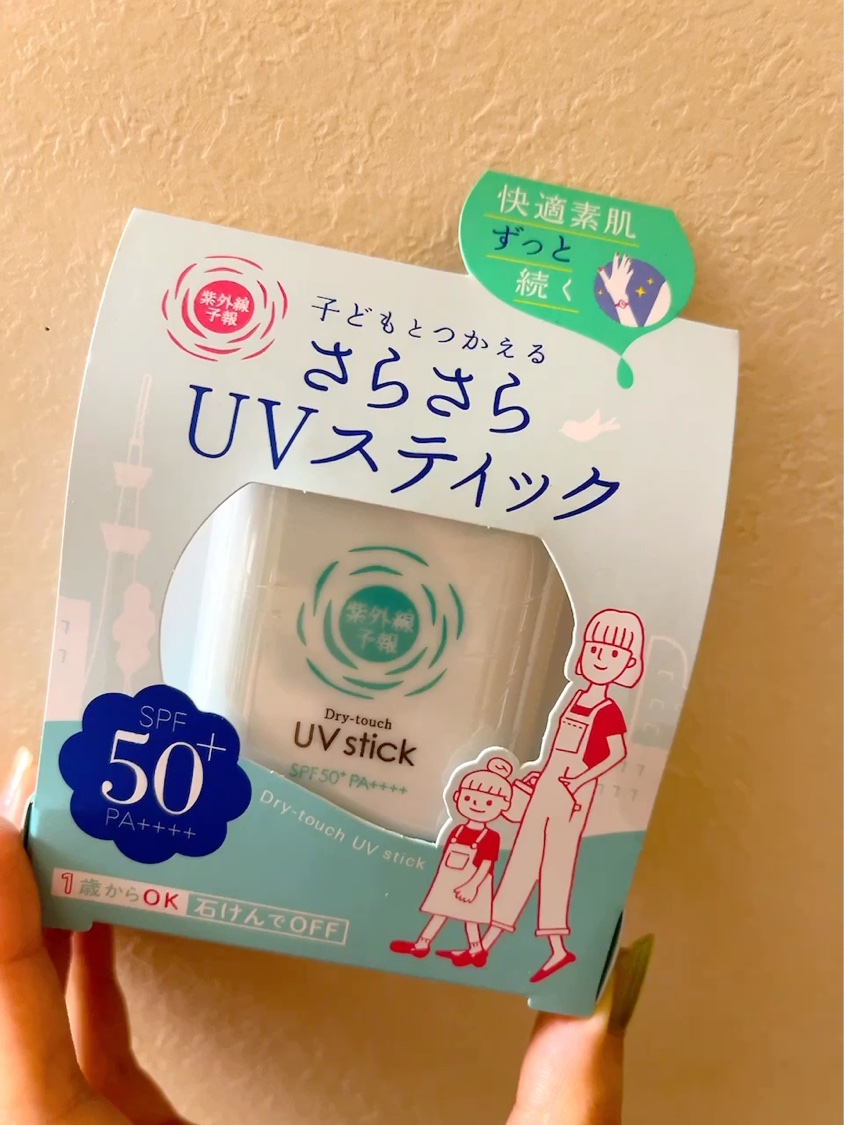 快適素肌
ずっと
続く
紫外線
予報
子どもとつかえる
さらさら
UVスティック
紫外線
予報
Dry-touch
UV stick
SPF50+ PA++++
SPF
50+
PA++++
Dry-touch UV stick
1歳からOK 石けんでOFF